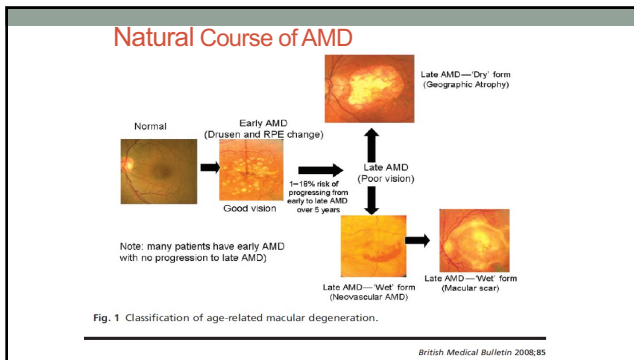 Natural Course of AMD
Late AMD—'Dry' form
(Geographic Atrophy)
Early AMD
(Drusen and RPE change)
Normal
Late AMD
(Poor vision)
1–18% risk of
progressing from
early to late AMD
over 5 years
Good vision
Note: many patients have early AMD
with no progression to late AMD)
Late AMD—'Wet' form
(Neovascular AMD)
Late AMD—'Wet' form
(Macular scar)
Fig. 1 Classification of age-related macular degeneration.
British Medical Bulletin 2008;85